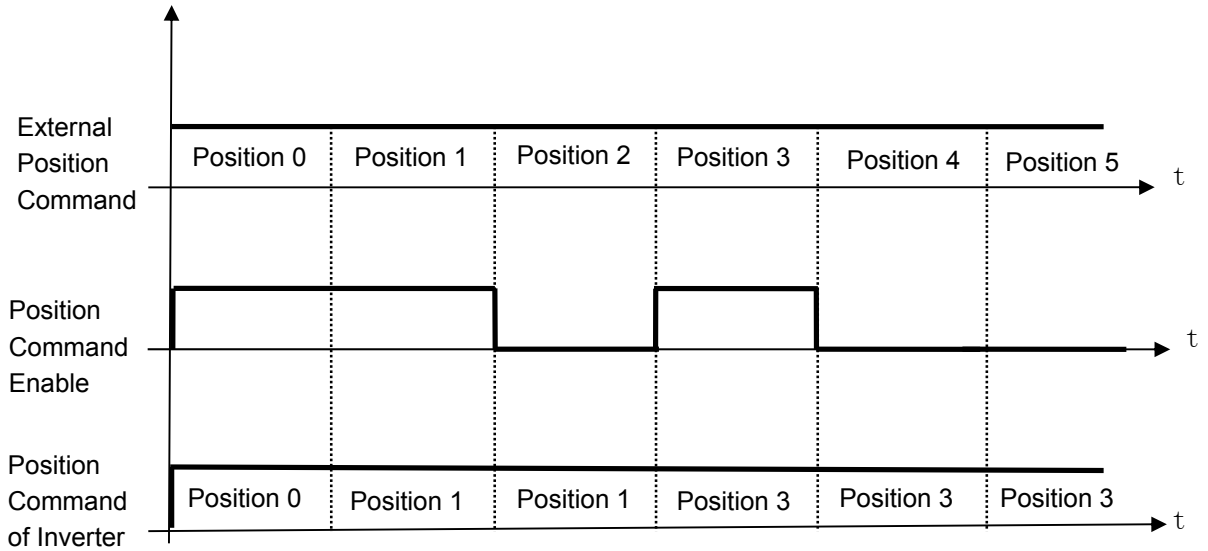 External
Position
Command
Position 0
Position 1
Position 2
Position 3
Position 4
Position 5
t
Position
Command
Enable
t
Position
Command
of Inverter
Position 0
Position 1
Position 1
Position 3
Position 3
Position 3
t